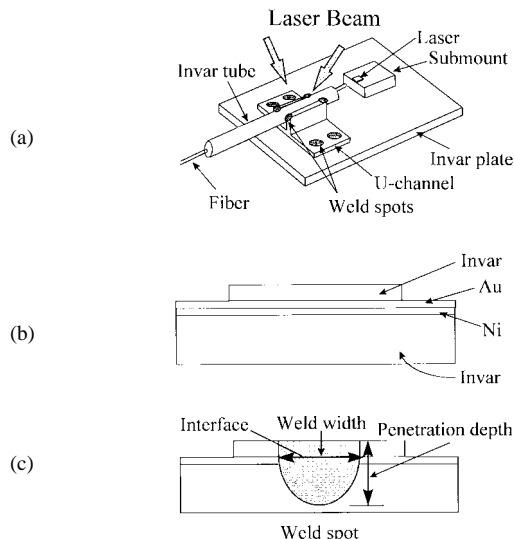 Laser Beam
Laser
Submount
Invar tube
(a)
Invar plate
U-channel
Fiber
Weld spots
Invar
Au
(b)
Ni
Invar
Interface
Weld width
Penetration depth
(c)
Weld spot